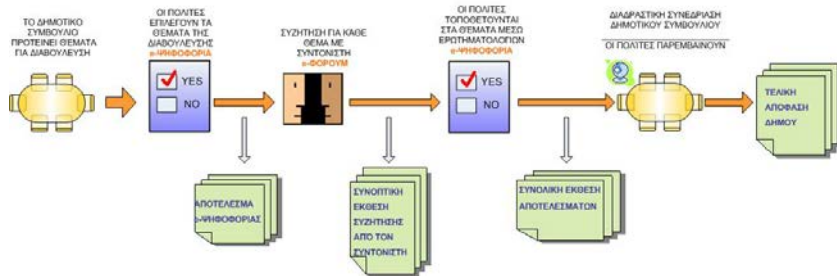 ΤΟ ΔΗΜΟΤΙΚΟ
ΣΥΜΒΟΥΛΙΟ
ΠΡΟΤΕΙΝΕΙ ΘΕΜΑΤΑ
ΓΙΑ ΔΙΑΒΟΥΛΕΥΣΗ
ΟΙ ΠΟΛΙΤΕΣ
ΕΠΙΛΕΓΟΥΝ ΤΑ
ΘΕΜΑΤΑ ΤΗΣ
ΔΙΑΒΟΥΛΕΥΣΗΣ
e-ΨΗΦΟΦΟΡΙΑ
YES
NO
ΣΥΖΗΤΗΣΗ ΓΙΑ ΚΆΘΕ
ΘΕΜΑ ΜΕ
ΣΥΝΤΟΝΙΣΤΗ
e-ΦΟΡΟΥΜ
ΟΙ ΠΟΛΙΤΕΣ
ΤΟΠΟΘΕΤΟΥΝΤΑΙ
ΣΤΑ ΘΕΜΑΤΑ ΜΕΣΩ
ΕΡΩΤΗΜΑΤΟΛΟΓΙΩΝ
e-ΨΗΦΟΦΟΡΙΑ
YES
NO
ΔΙΑΔΡΑΣΤΙΚΗ ΣΥΝΕΔΡΙΑΣΗ
ΔΗΜΟΤΙΚΟΥ ΣΥΜΒΟΥΛΙΟΥ
ΟΙ ΠΟΛΙΤΕΣ ΠΑΡΕΜΒΑΙΝΟΥΝ
ΤΕΛΙΚΗ
ΑΠΟΦΑΣΗ
ΔΗΜΟΥ
ΑΠΟΤΕΛΕΣΜΑ
e-ΨΗΦΟΦΟΡΙΑΣ
ΣΥΝΟΠΤΙΚΗ
ΕΚΘΕΣΗ
ΣΥΖΗΤΗΣΗΣ
ΑΠΌ ΤΟΝ
ΣΥΝΤΟΝΙΣΤΗ
ΣΥΝΟΛΙΚΗ ΕΚΘΕΣΗ
ΑΠΟΤΕΛΕΣΜΑΤΩΝ